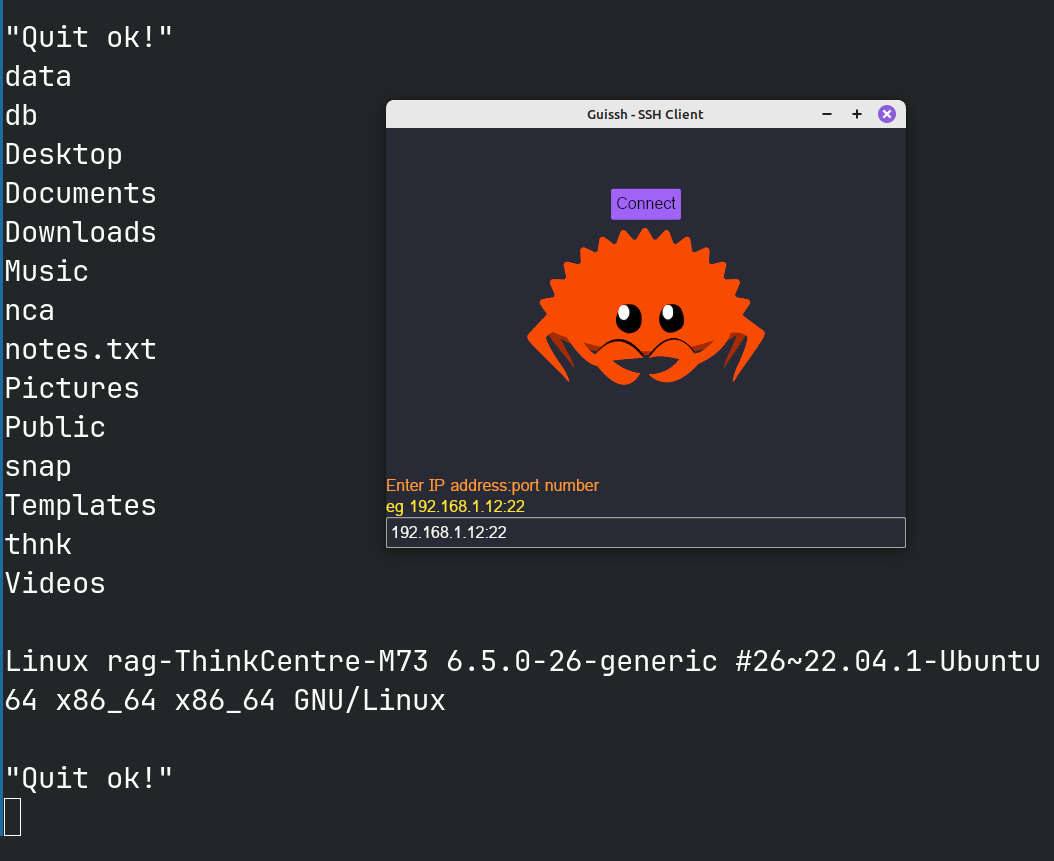 "Quit ok!"
data
db
Desktop
Documents
Downloads
Music
nca
notes.txt
Pictures
Public
snap
Templates
thnk
Videos
Linux rag-ThinkCentre-M73 6.5.0-26-generic #26~22.04.1-Ubuntu
64 x86_64 x86_64 GNU/Linux
"Quit ok!"
Guissh - SSH Client
Connect
Enter IP address:port number
eg 192.168.1.12:22
192.168.1.12:22